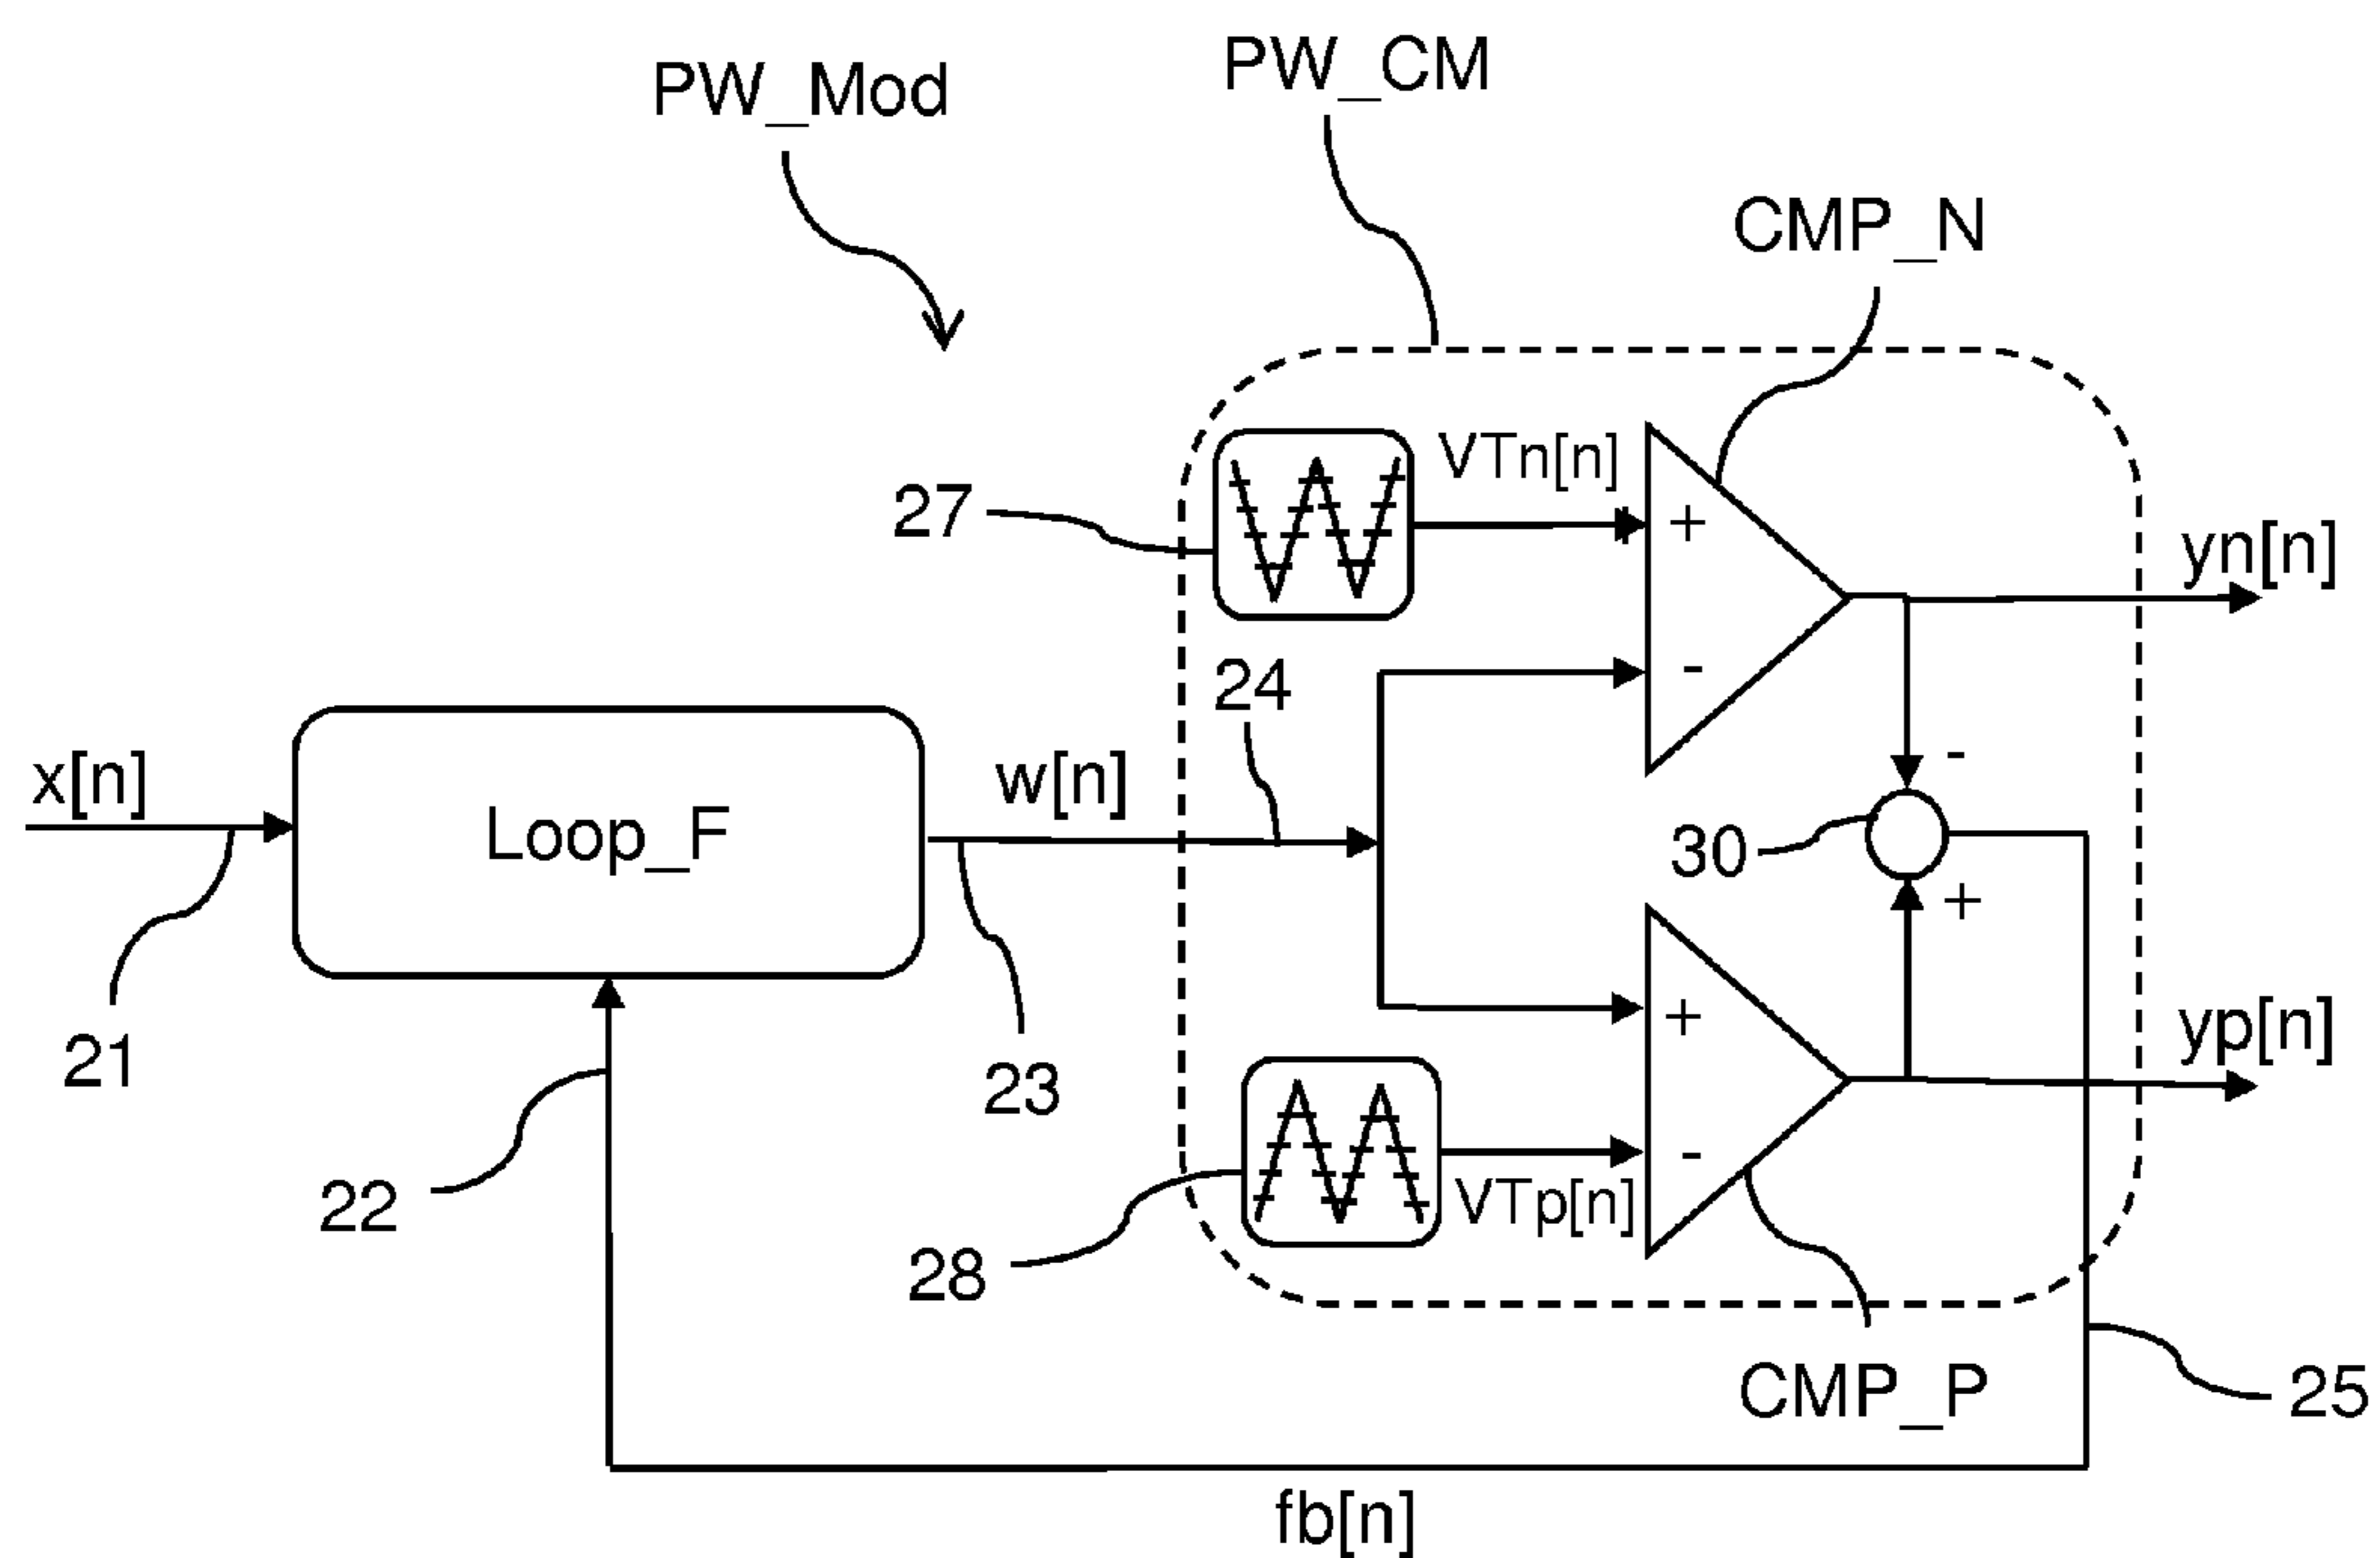 PW_Mod
PW_CM
CMP_N
VTn[n]
27
+
yn[n]
24
-
x[n]
w[n]
-
Loop_F
30
+
+
yp[n]
21
23
-
22
VTp[n]
28
CMP_P
25
fb[n]